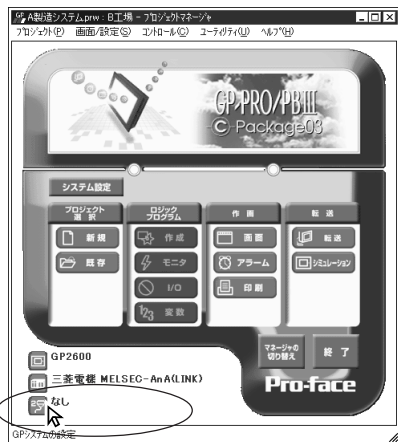 A製造システム.prw : B工場 - プロジェクトマネージャ
プロジェクト(P) 画面/設定(S) コントロール(C) ユーティリティ(U) ヘルプ(H)
GP-PRO/PBIII
C-Package03
システム設定
プロジェクト
選択
ロジック
プログラム
作画
転送
新規
作成
画面
転送
既存
モニタ
アラーム
シミュレーション
I/O
印刷
変数
GP2600
三菱電機 MELSEC-AnA(LINK)
なし
マネージャの
切り替え
終了
Pro-face
GPシステムの設定